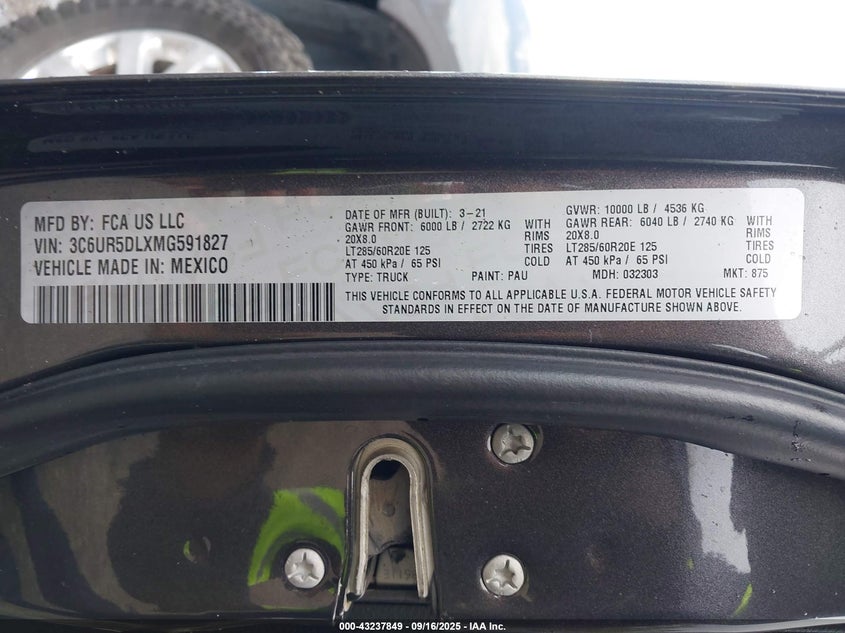 MFD BY: FCA US LLC
VIN: 3C6UR5DLXMG591827
VEHICLE MADE IN: MEXICO
DATE OF MFR (BUILT): 3-21
GAWR FRONT: 6000 LB / 2722 KG WITH
20X8.0 RIMS
LT285/60R20E 125 TIRES
AT 450 kPa / 65 PSI COLD
TYPE: TRUCK PAINT: PAU
GVWR: 10000 LB / 4536 KG
GAWR REAR: 6040 LB / 2740 KG WITH
20X8.0 RIMS
LT285/60R20E 125 TIRES
AT 450 kPa / 65 PSI COLD
MDH: 032303 MKT: 875
THIS VEHICLE CONFORMS TO ALL APPLICABLE U.S.A. FEDERAL MOTOR VEHICLE SAFETY
STANDARDS IN EFFECT ON THE DATE OF MANUFACTURE SHOWN ABOVE.
000-43237849 - 09/16/2025 - IAA Inc.